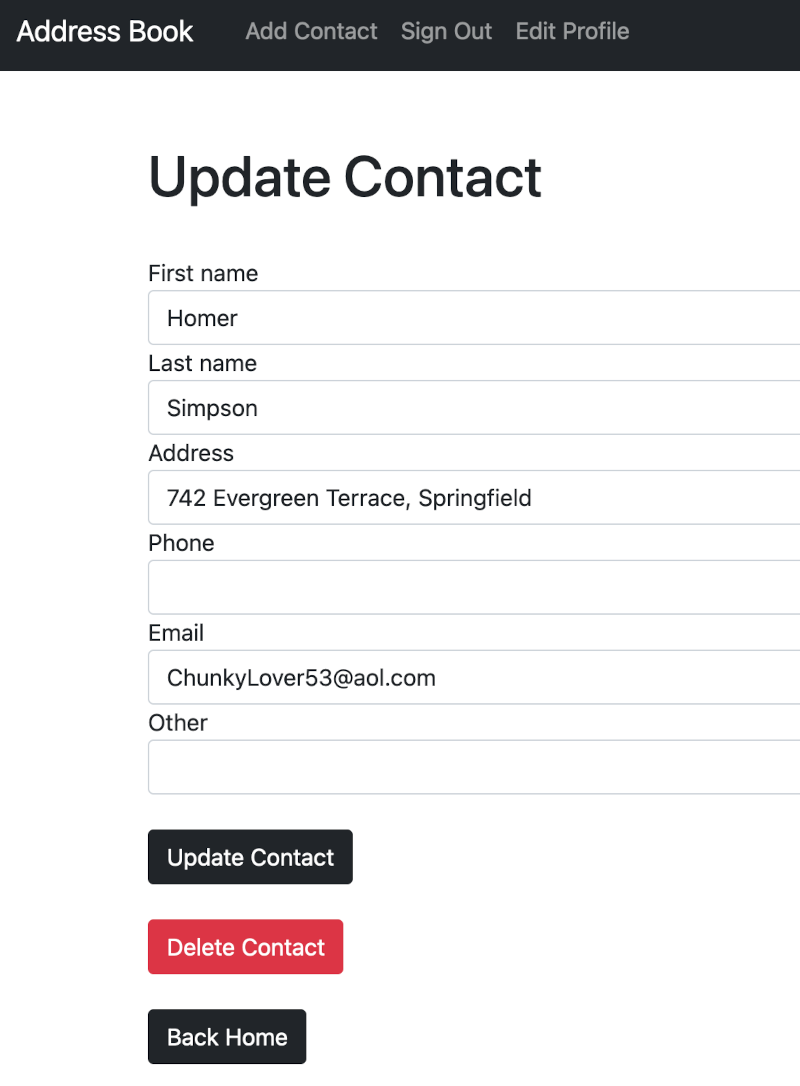 Address Book Add Contact Sign Out Edit Profile
Update Contact
First name
Homer
Last name
Simpson
Address
742 Evergreen Terrace, Springfield
Phone
Email
ChunkyLover53@aol.com
Other
Update Contact
Delete Contact
Back Home